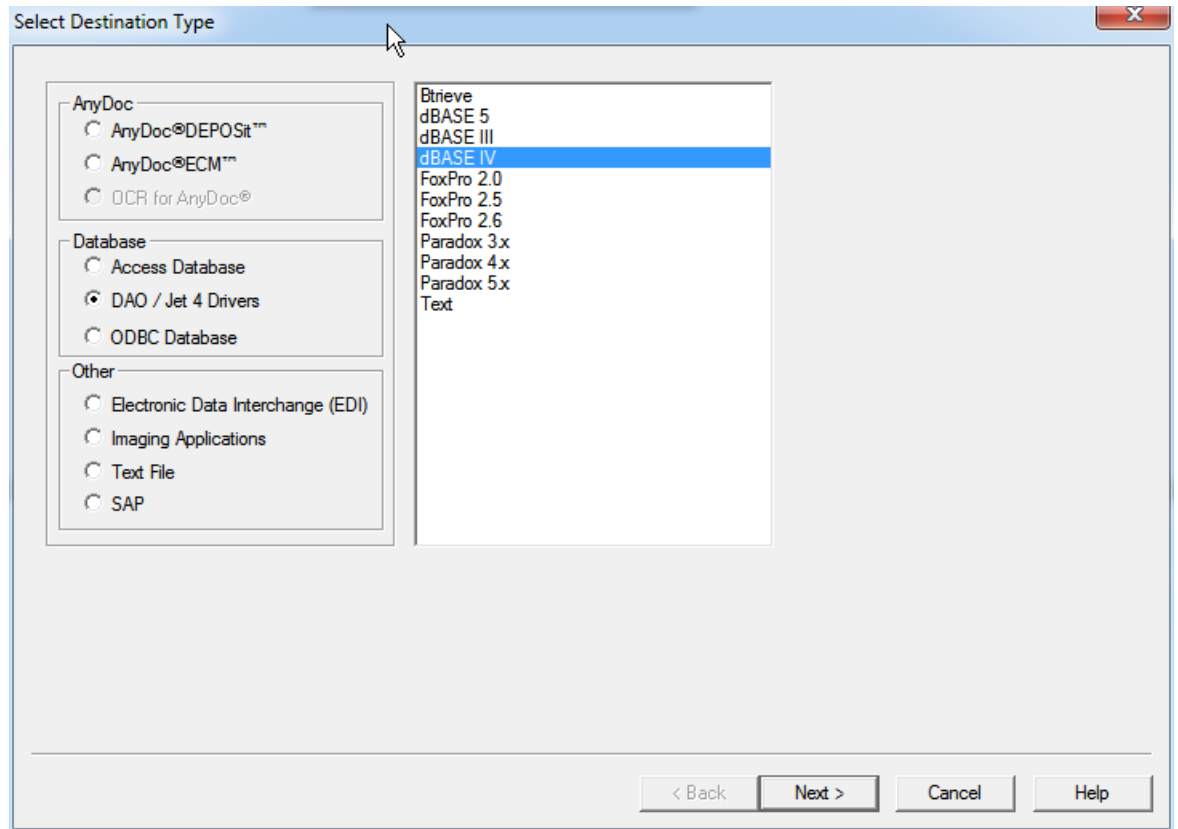 Select Destination Type
AnyDoc
AnyDoc®DEPOSit™
AnyDoc®ECM™
OCR for AnyDoc®
Database
Access Database
DAO / Jet 4 Drivers
ODBC Database
Other
Electronic Data Interchange (EDI)
Imaging Applications
Text File
SAP
Btrieve
dBASE 5
dBASE III
dBASE IV
FoxPro 2.0
FoxPro 2.5
FoxPro 2.6
Paradox 3.x
Paradox 4.x
Paradox 5.x
Text
< Back
Next >
Cancel
Help